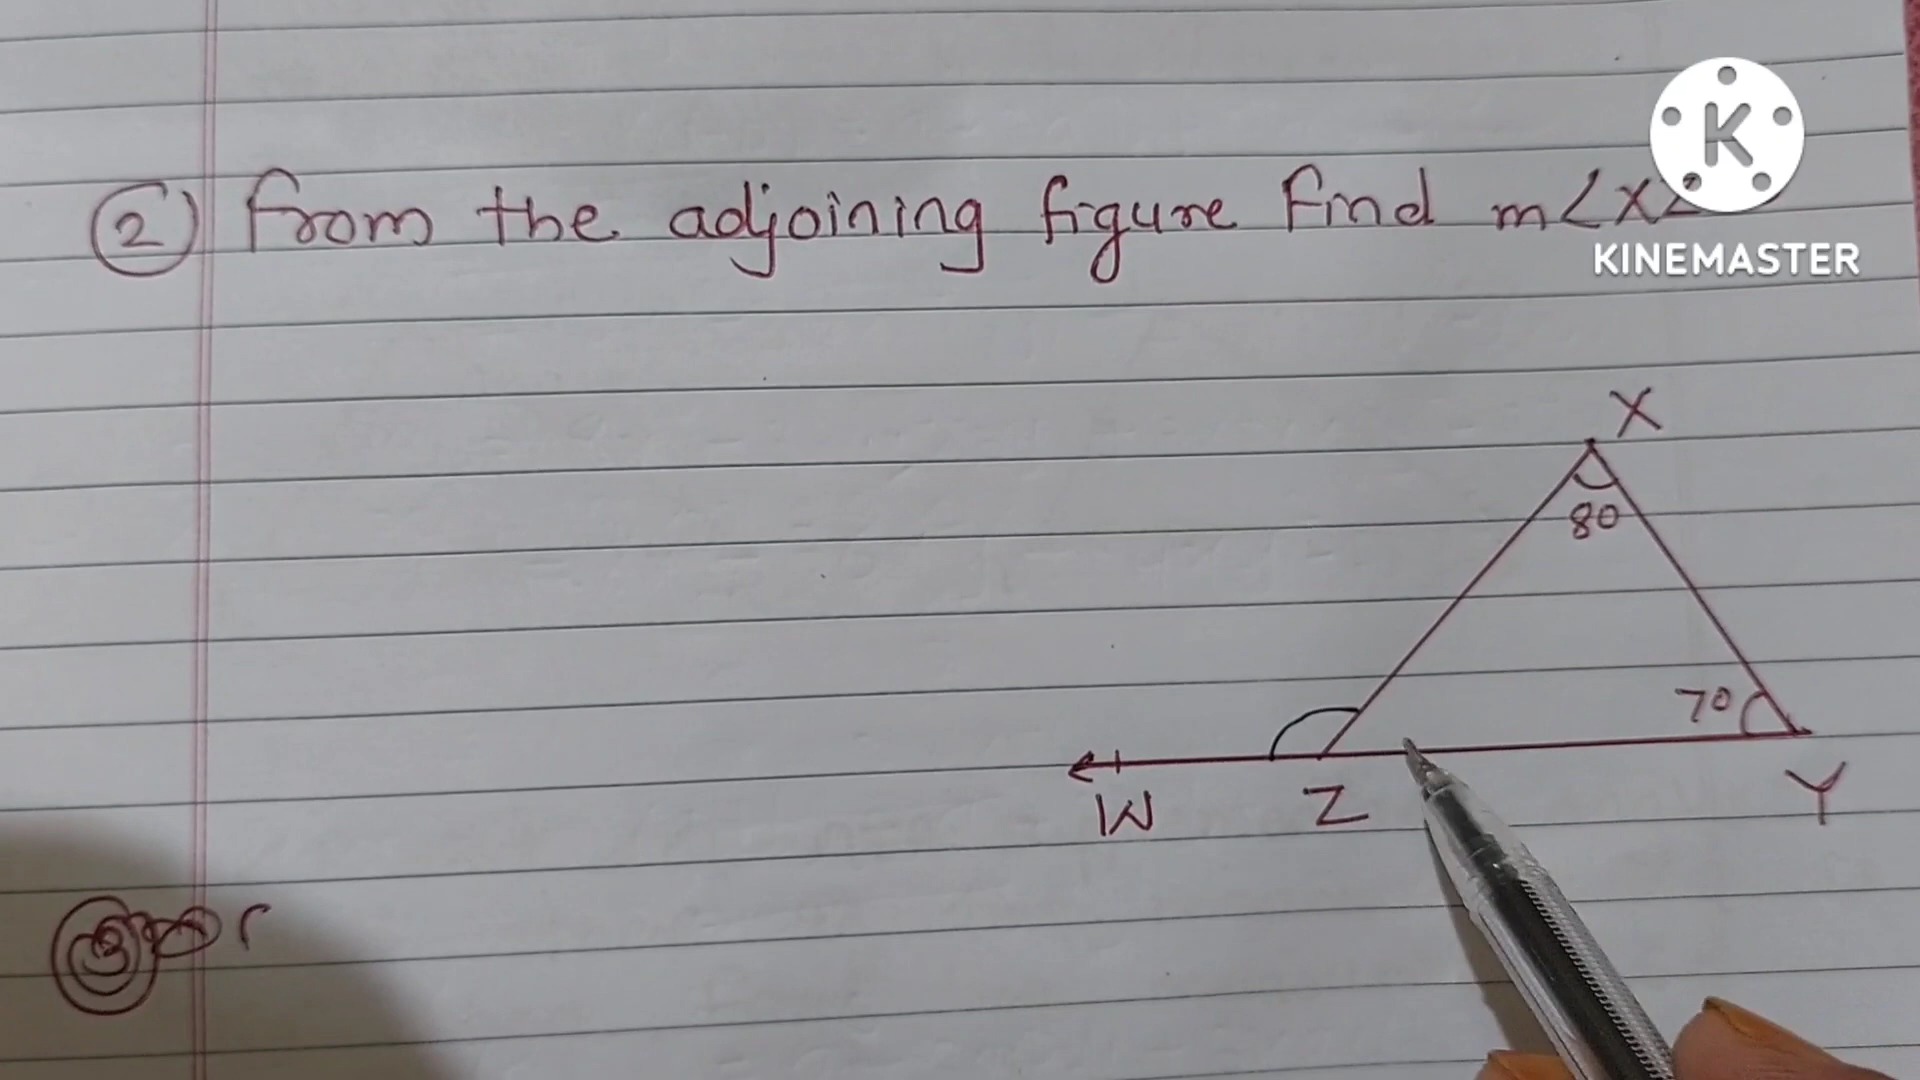 ② from the adjoining figure find
KINEMASTER
X
80
70
W Z Y